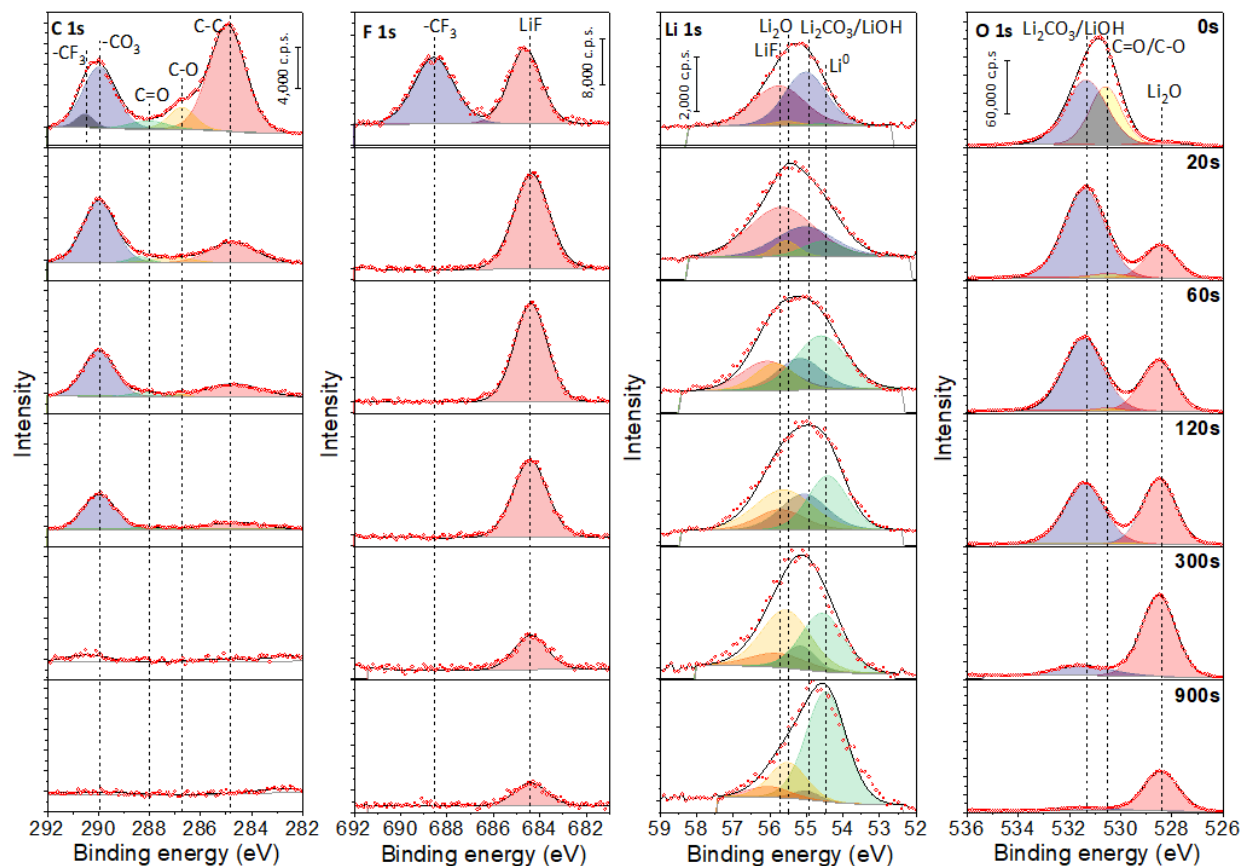 C 1s
-CF₃
-CO₃
C=O
C-O
C-C
4,000 c.p.s.
F 1s
-CF₃
LiF
8,000 c.p.s.
Li 1s
Li₂O
Li₂CO₃/LiOH
LiF
Li⁰
2,000 c.p.s.
O 1s
Li₂CO₃/LiOH
0s
C=O/C-O
Li₂O
60,000 c.p.s
20s
60s
120s
300s
900s
Intensity
Intensity
Intensity
Intensity
292 290 288 286 284 282
692 690 688 686 684 682
59 58 57 56 55 54 53 52
536 534 532 530 528 526
Binding energy (eV)
Binding energy (eV)
Binding energy (eV)
Binding energy (eV)